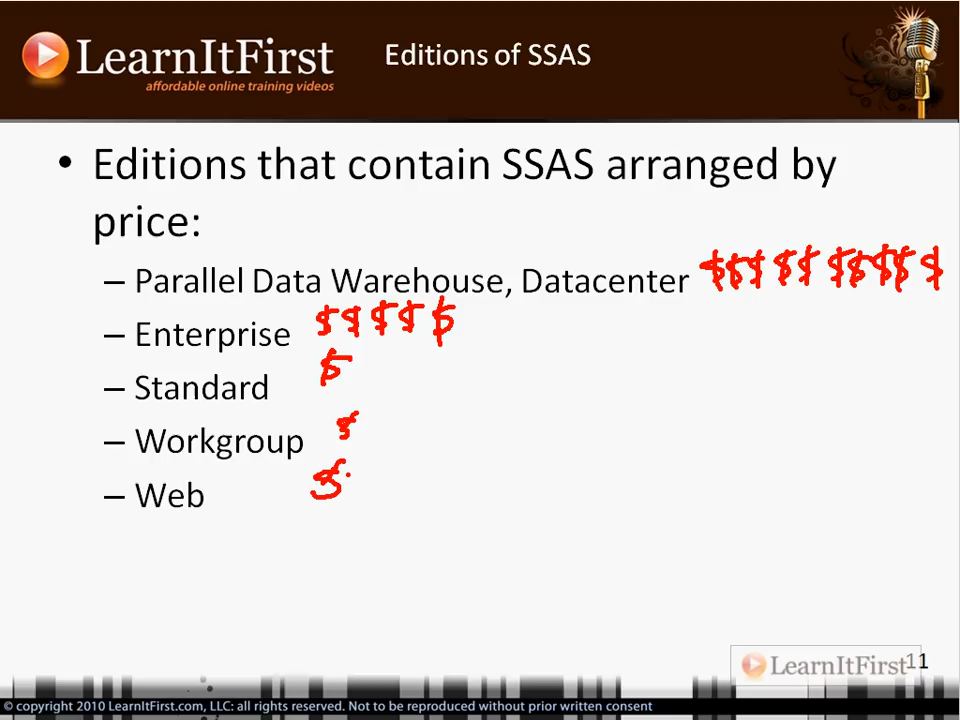 LearnItFirst
affordable online training videos
Editions of SSAS
• Editions that contain SSAS arranged by
price:
– Parallel Data Warehouse, Datacenter $$$$$$$$$$
– Enterprise $$$$$
– Standard $
– Workgroup $
– Web $
LearnItFirst
11
© copyright 2010 LearnItFirst.com, LLC: all rights reserved. Not to be reproduced without prior written consent